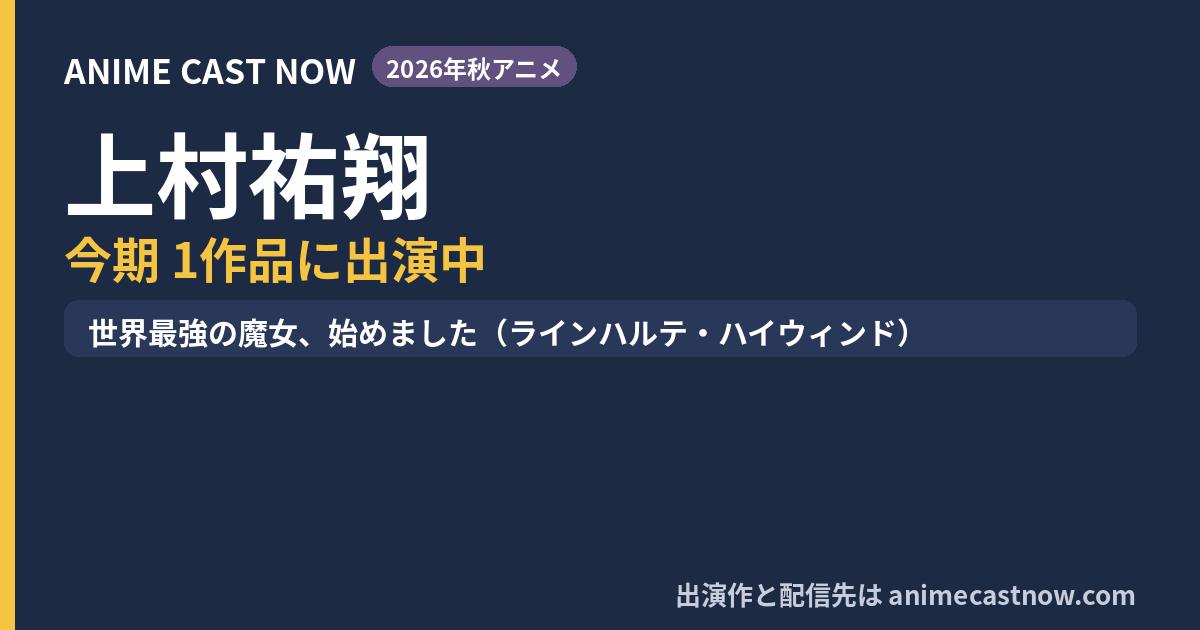 ANIME CAST NOW 2026年秋アニメ
上村祐翔
今期 1作品に出演中
世界最強の魔女、始めました（ラインハルテ・ハイウィンド）
出演作と配信先は animecastnow.com